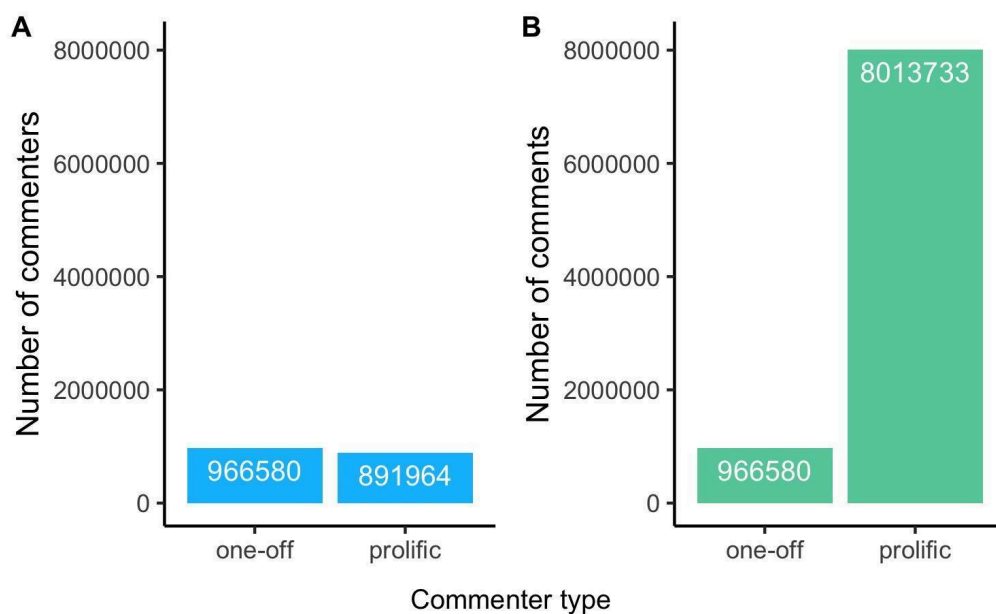 A
Number of commenters
8000000
6000000
4000000
2000000
0
966580
891964
one-off
prolific
B
Number of comments
8000000
6000000
4000000
2000000
0
966580
8013733
one-off
prolific
Commenter type